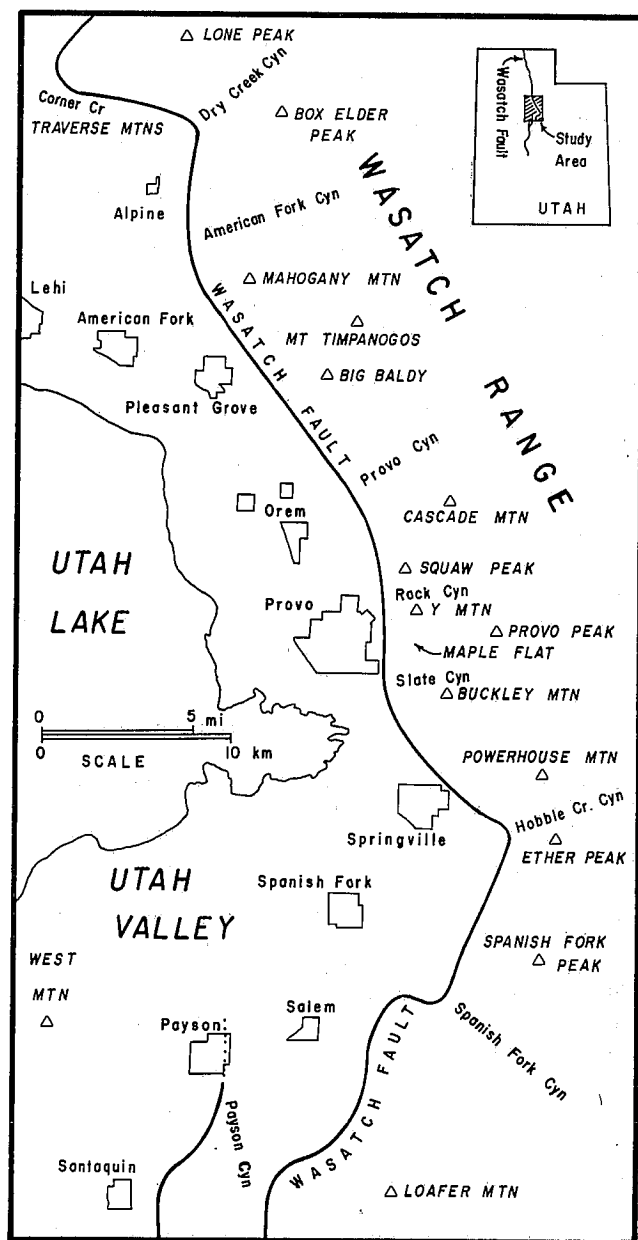 LONE PEAK
Dry Creek Cyn
Corner Cr
TRAVERSE MTNS
BOX ELDER
PEAK
Wasatch
Fault
Study
Area
UTAH
Alpine
American Fork Cyn
WASATCH
RANGE
Lehi
MAHOGANY MTN
American Fork
MT TIMPANOGOS
BIG BALDY
Pleasant Grove
WASATCH FAULT
Provo Cyn
CASCADE MTN
Orem
UTAH
LAKE
SQUAW PEAK
Provo
Rock Cyn
Y MTN
PROVO PEAK
MAPLE FLAT
Slate Cyn
BUCKLEY MTN
0 5 mi
0 10 km
SCALE
POWERHOUSE MTN
Hobble Cr. Cyn
Springville
ETHER PEAK
UTAH
VALLEY
Spanish Fork
WEST
MTN
SPANISH FORK
PEAK
Salem
Payson
Spanish Fork Cyn
WASATCH FAULT
Payson Cyn
Santaquin
LOAFER MTN